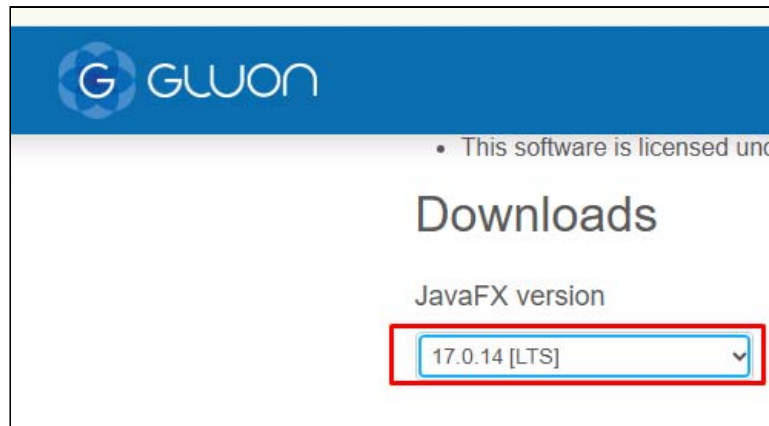 G GLUON
This software is licensed und
Downloads
JavaFX version
17.0.14 [LTS]